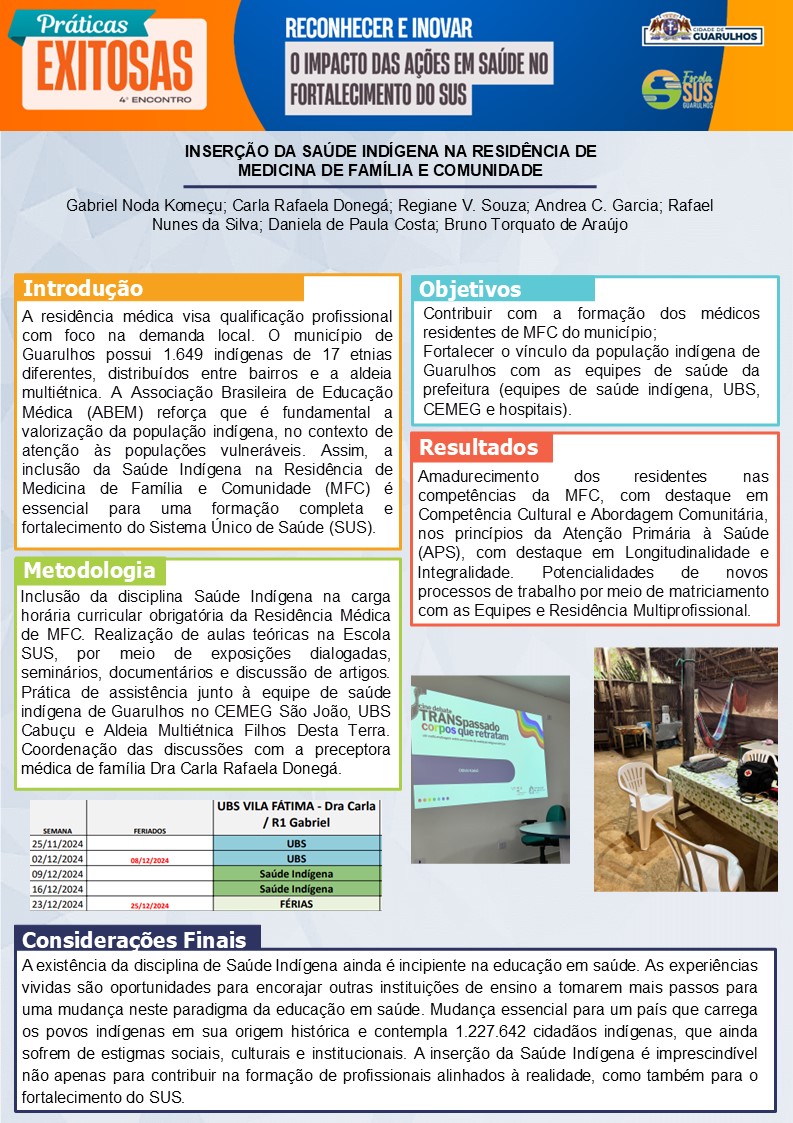 Práticas
EXITOSAS
4º ENCONTRO
RECONHECER E INOVAR
O IMPACTO DAS AÇÕES EM SAÚDE NO
FORTALECIMENTO DO SUS
CIDADE DE
GUARULHOS
Escola
SUS
GUARULHOS
INSERÇÃO DA SAÚDE INDÍGENA NA RESIDÊNCIA DE
MEDICINA DE FAMÍLIA E COMUNIDADE
Gabriel Noda Komeçu; Carla Rafaela Donegá; Regiane V. Souza; Andrea C. Garcia; Rafael
Nunes da Silva; Daniela de Paula Costa; Bruno Torquato de Araújo
Introdução
A residência médica visa qualificação profissional
com foco na demanda local. O município de
Guarulhos possui 1.649 indígenas de 17 etnias
diferentes, distribuídos entre bairros e a aldeia
multiétnica. A Associação Brasileira de Educação
Médica (ABEM) reforça que é fundamental a
valorização da população indígena, no contexto de
atenção às populações vulneráveis. Assim, a
inclusão da Saúde Indígena na Residência de
Medicina de Família e Comunidade (MFC) é
essencial para uma formação completa e
fortalecimento do Sistema Único de Saúde (SUS).
Metodologia
Inclusão da disciplina Saúde Indígena na carga
horária curricular obrigatória da Residência Médica
de MFC. Realização de aulas teóricas na Escola
SUS, por meio de exposições dialogadas,
seminários, documentários e discussão de artigos.
Prática de assistência junto à equipe de saúde
indígena de Guarulhos no CEMEG São João, UBS
Cabuçu e Aldeia Multiétnica Filhos Desta Terra.
Coordenação das discussões com a preceptora
médica de família Dra Carla Rafaela Donegá.
SEMANA FERIADOS UBS VILA FÁTIMA - Dra Carla
/ R1 Gabriel
25/11/2024 UBS
02/12/2024 08/12/2024 UBS
09/12/2024 Saúde Indígena
16/12/2024 Saúde Indígena
23/12/2024 25/12/2024 FÉRIAS
Objetivos
Contribuir com a formação dos médicos
residentes de MFC do município;
Fortalecer o vínculo da população indígena de
Guarulhos com as equipes de saúde da
prefeitura (equipes de saúde indígena, UBS,
CEMEG e hospitais).
Resultados
Amadurecimento dos residentes nas
competências da MFC, com destaque em
Competência Cultural e Abordagem Comunitária,
nos princípios da Atenção Primária à Saúde
(APS), com destaque em Longitudinalidade e
Integralidade. Potencialidades de novos
processos de trabalho por meio de matriciamento
com as Equipes e Residência Multiprofissional.
cine debate
TRANSpassado
corpos que retratam
Considerações Finais
A existência da disciplina de Saúde Indígena ainda é incipiente na educação em saúde. As experiências
vividas são oportunidades para encorajar outras instituições de ensino a tomarem mais passos para
uma mudança neste paradigma da educação em saúde. Mudança essencial para um país que carrega
os povos indígenas em sua origem histórica e contempla 1.227.642 cidadãos indígenas, que ainda
sofrem de estigmas sociais, culturais e institucionais. A inserção da Saúde Indígena é imprescindível
não apenas para contribuir na formação de profissionais alinhados à realidade, como também para o
fortalecimento do SUS.